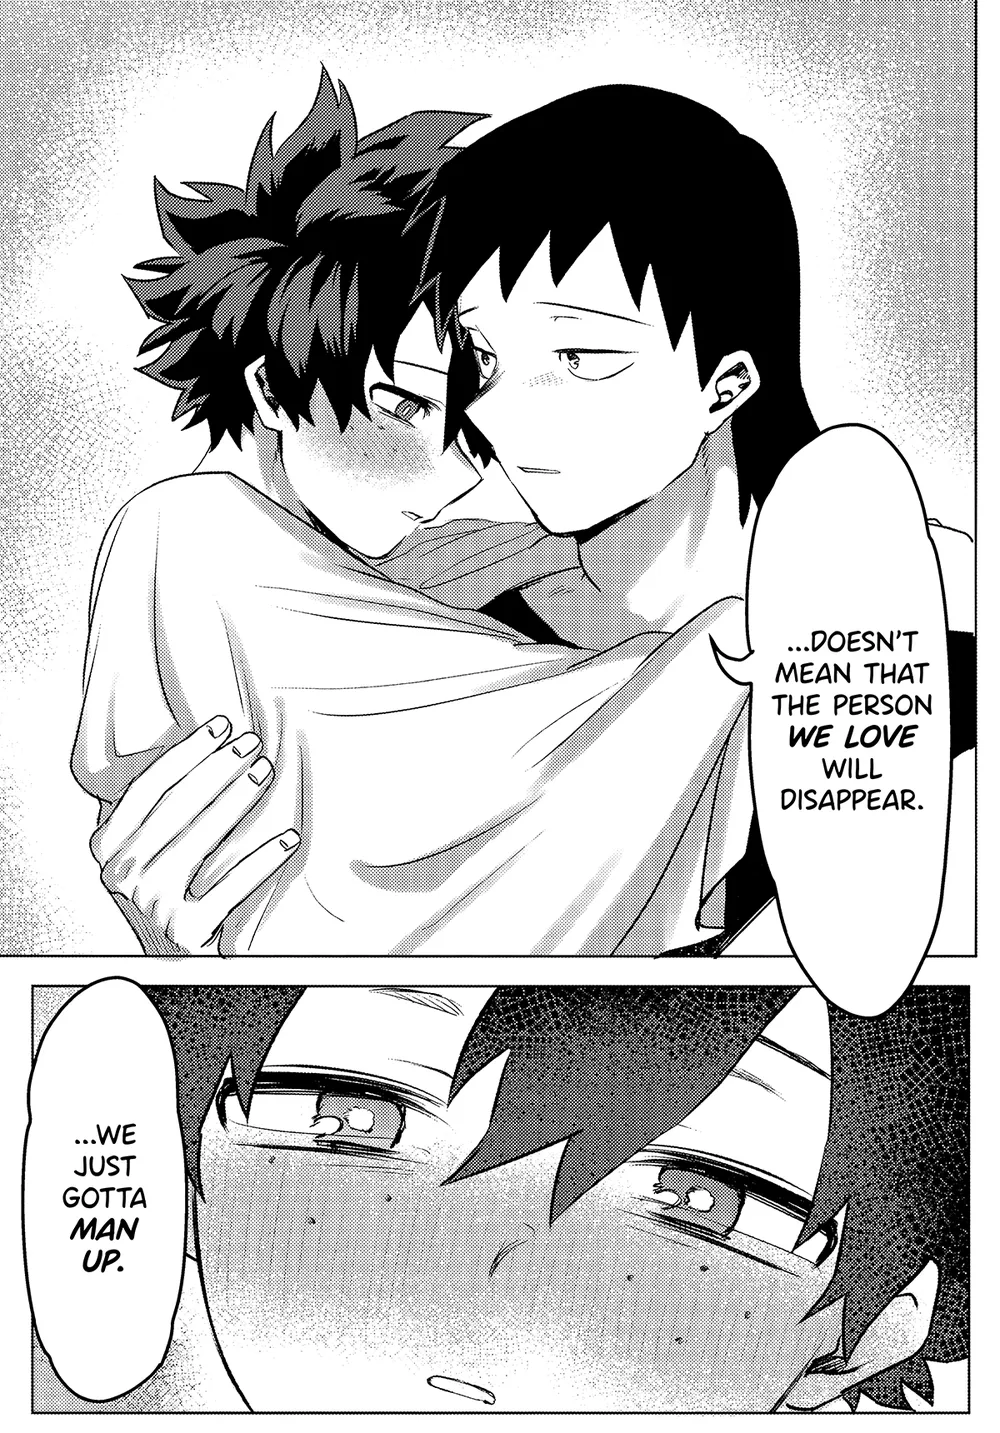 ...DOESN'T
MEAN THAT
THE PERSON
WE LOVE
WILL
DISAPPEAR.
...WE
JUST
GOTTA
MAN
UP.